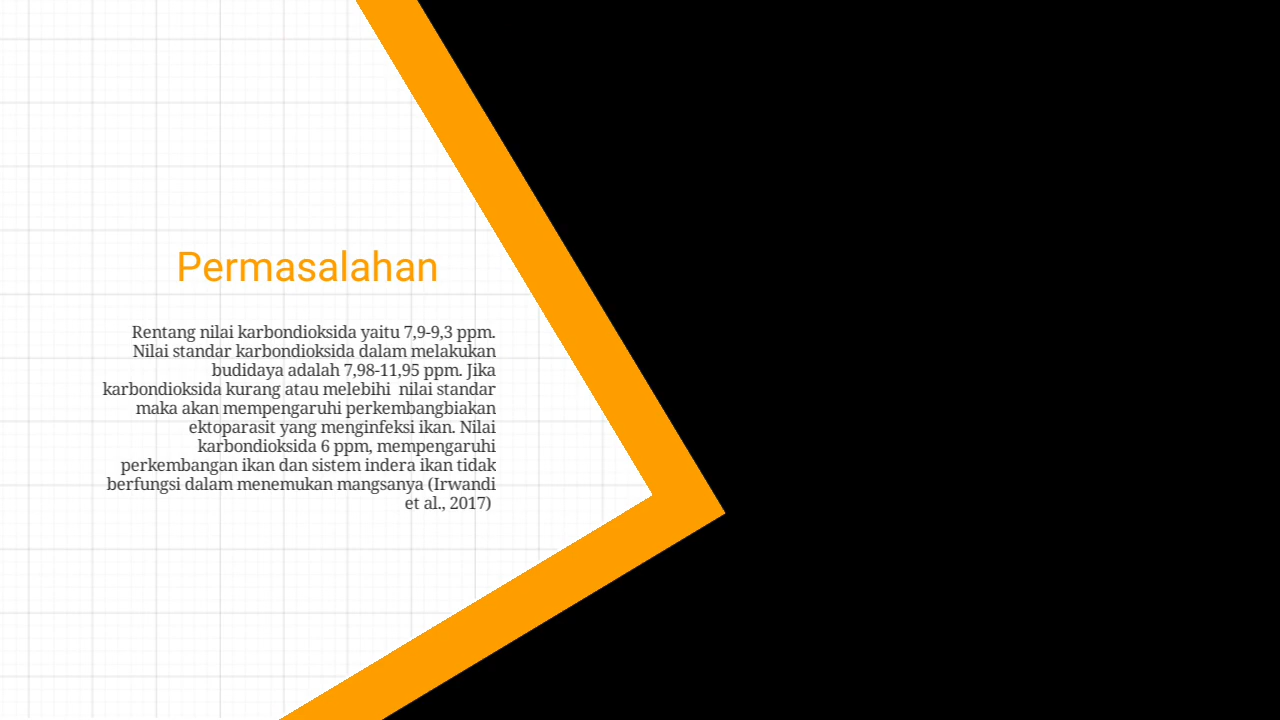 Permasalahan
Rentang nilai karbondioksida yaitu 7,9-9,3 ppm.
Nilai standar karbondioksida dalam melakukan
budidaya adalah 7,98-11,95 ppm. Jika
karbondioksida kurang atau melebihi  nilai standar
maka akan mempengaruhi perkembangbiakan
ektoparasit yang menginfeksi ikan. Nilai
karbondioksida 6 ppm, mempengaruhi
perkembangan ikan dan sistem indera ikan tidak
berfungsi dalam menemukan mangsanya (Irwandi
et al., 2017)